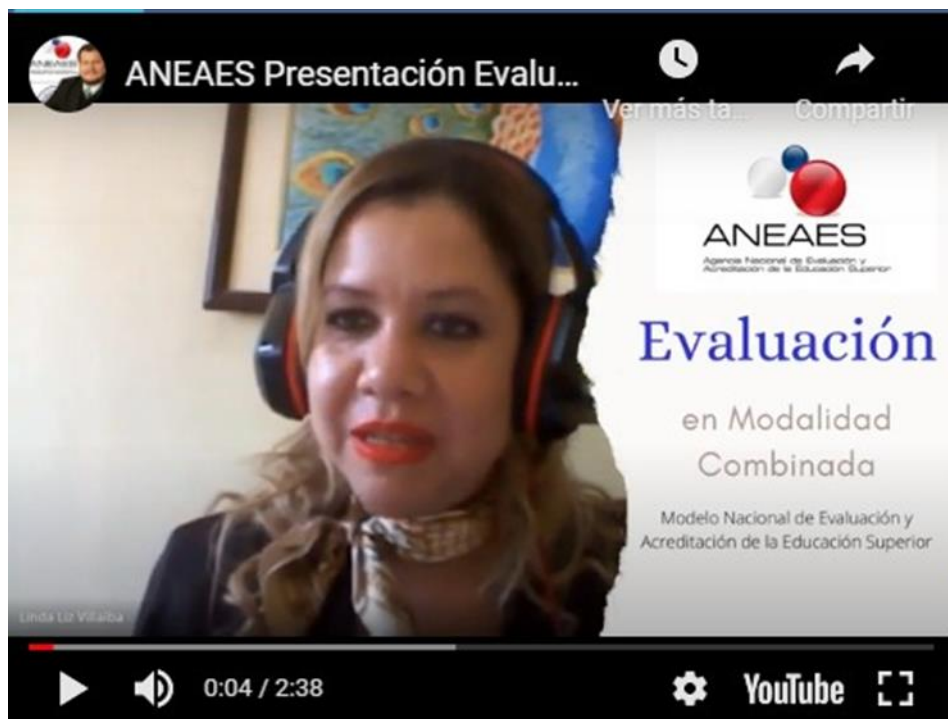 ANEAES Presentación Evalu...
Ver más ta...
Compartir
ANEAES
Agencia Nacional de Evaluación y
Acreditación de la Educación Superior
Evaluación
en Modalidad
Combinada
Modelo Nacional de Evaluación y
Acreditación de la Educación Superior
Linda Liz Villalba
0:04 / 2:38
YouTube